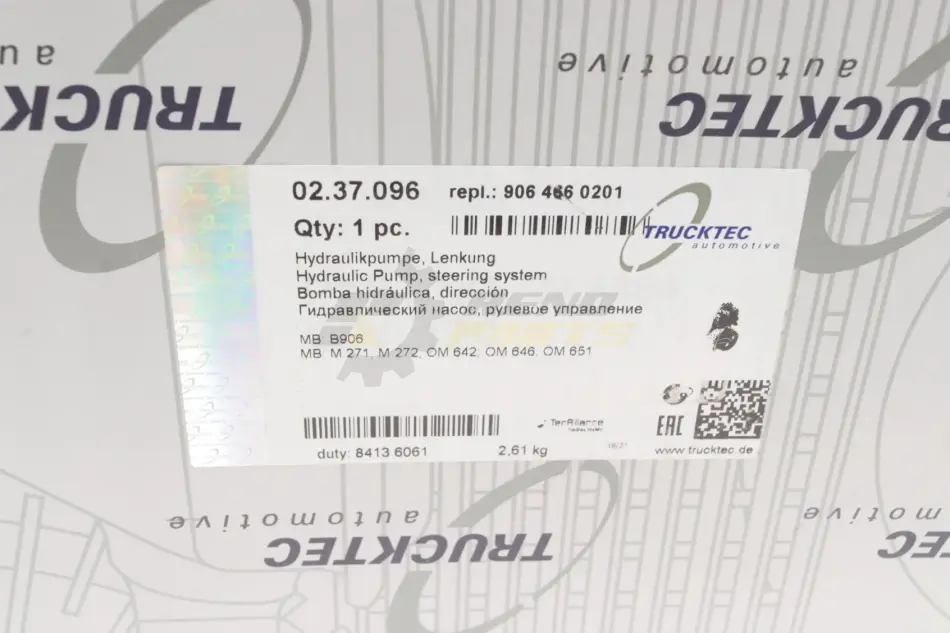 automotive
TRUCKTEC
TRUCK
02.37.096 repl.: 906 466 0201
Qty: 1 pc.
TRUCKTEC
automotive
Hydraulikpumpe, Lenkung
Hydraulic Pump, steering system
Bomba hidráulica, dirección
Гидравлический насос, рулевое управление
MB: B906
MB: M 271, M 272, OM 642, OM 646, OM 651
PARTS
TecAlliance
EAC
duty: 8413 6061 2,61 kg
www.trucktec.de
automotive
TRUCKTEC